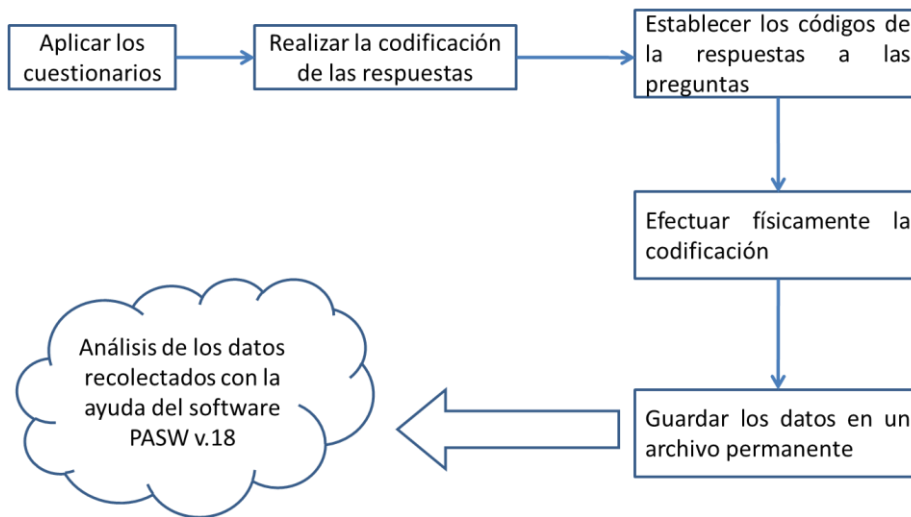 Aplicar los
cuestionarios
Realizar la codificación
de las respuestas
Establecer los códigos de
la respuestas a las
preguntas
Efectuar físicamente la
codificación
Guardar los datos en un
archivo permanente
Análisis de los datos
recolectados con la
ayuda del software
PASW v.18